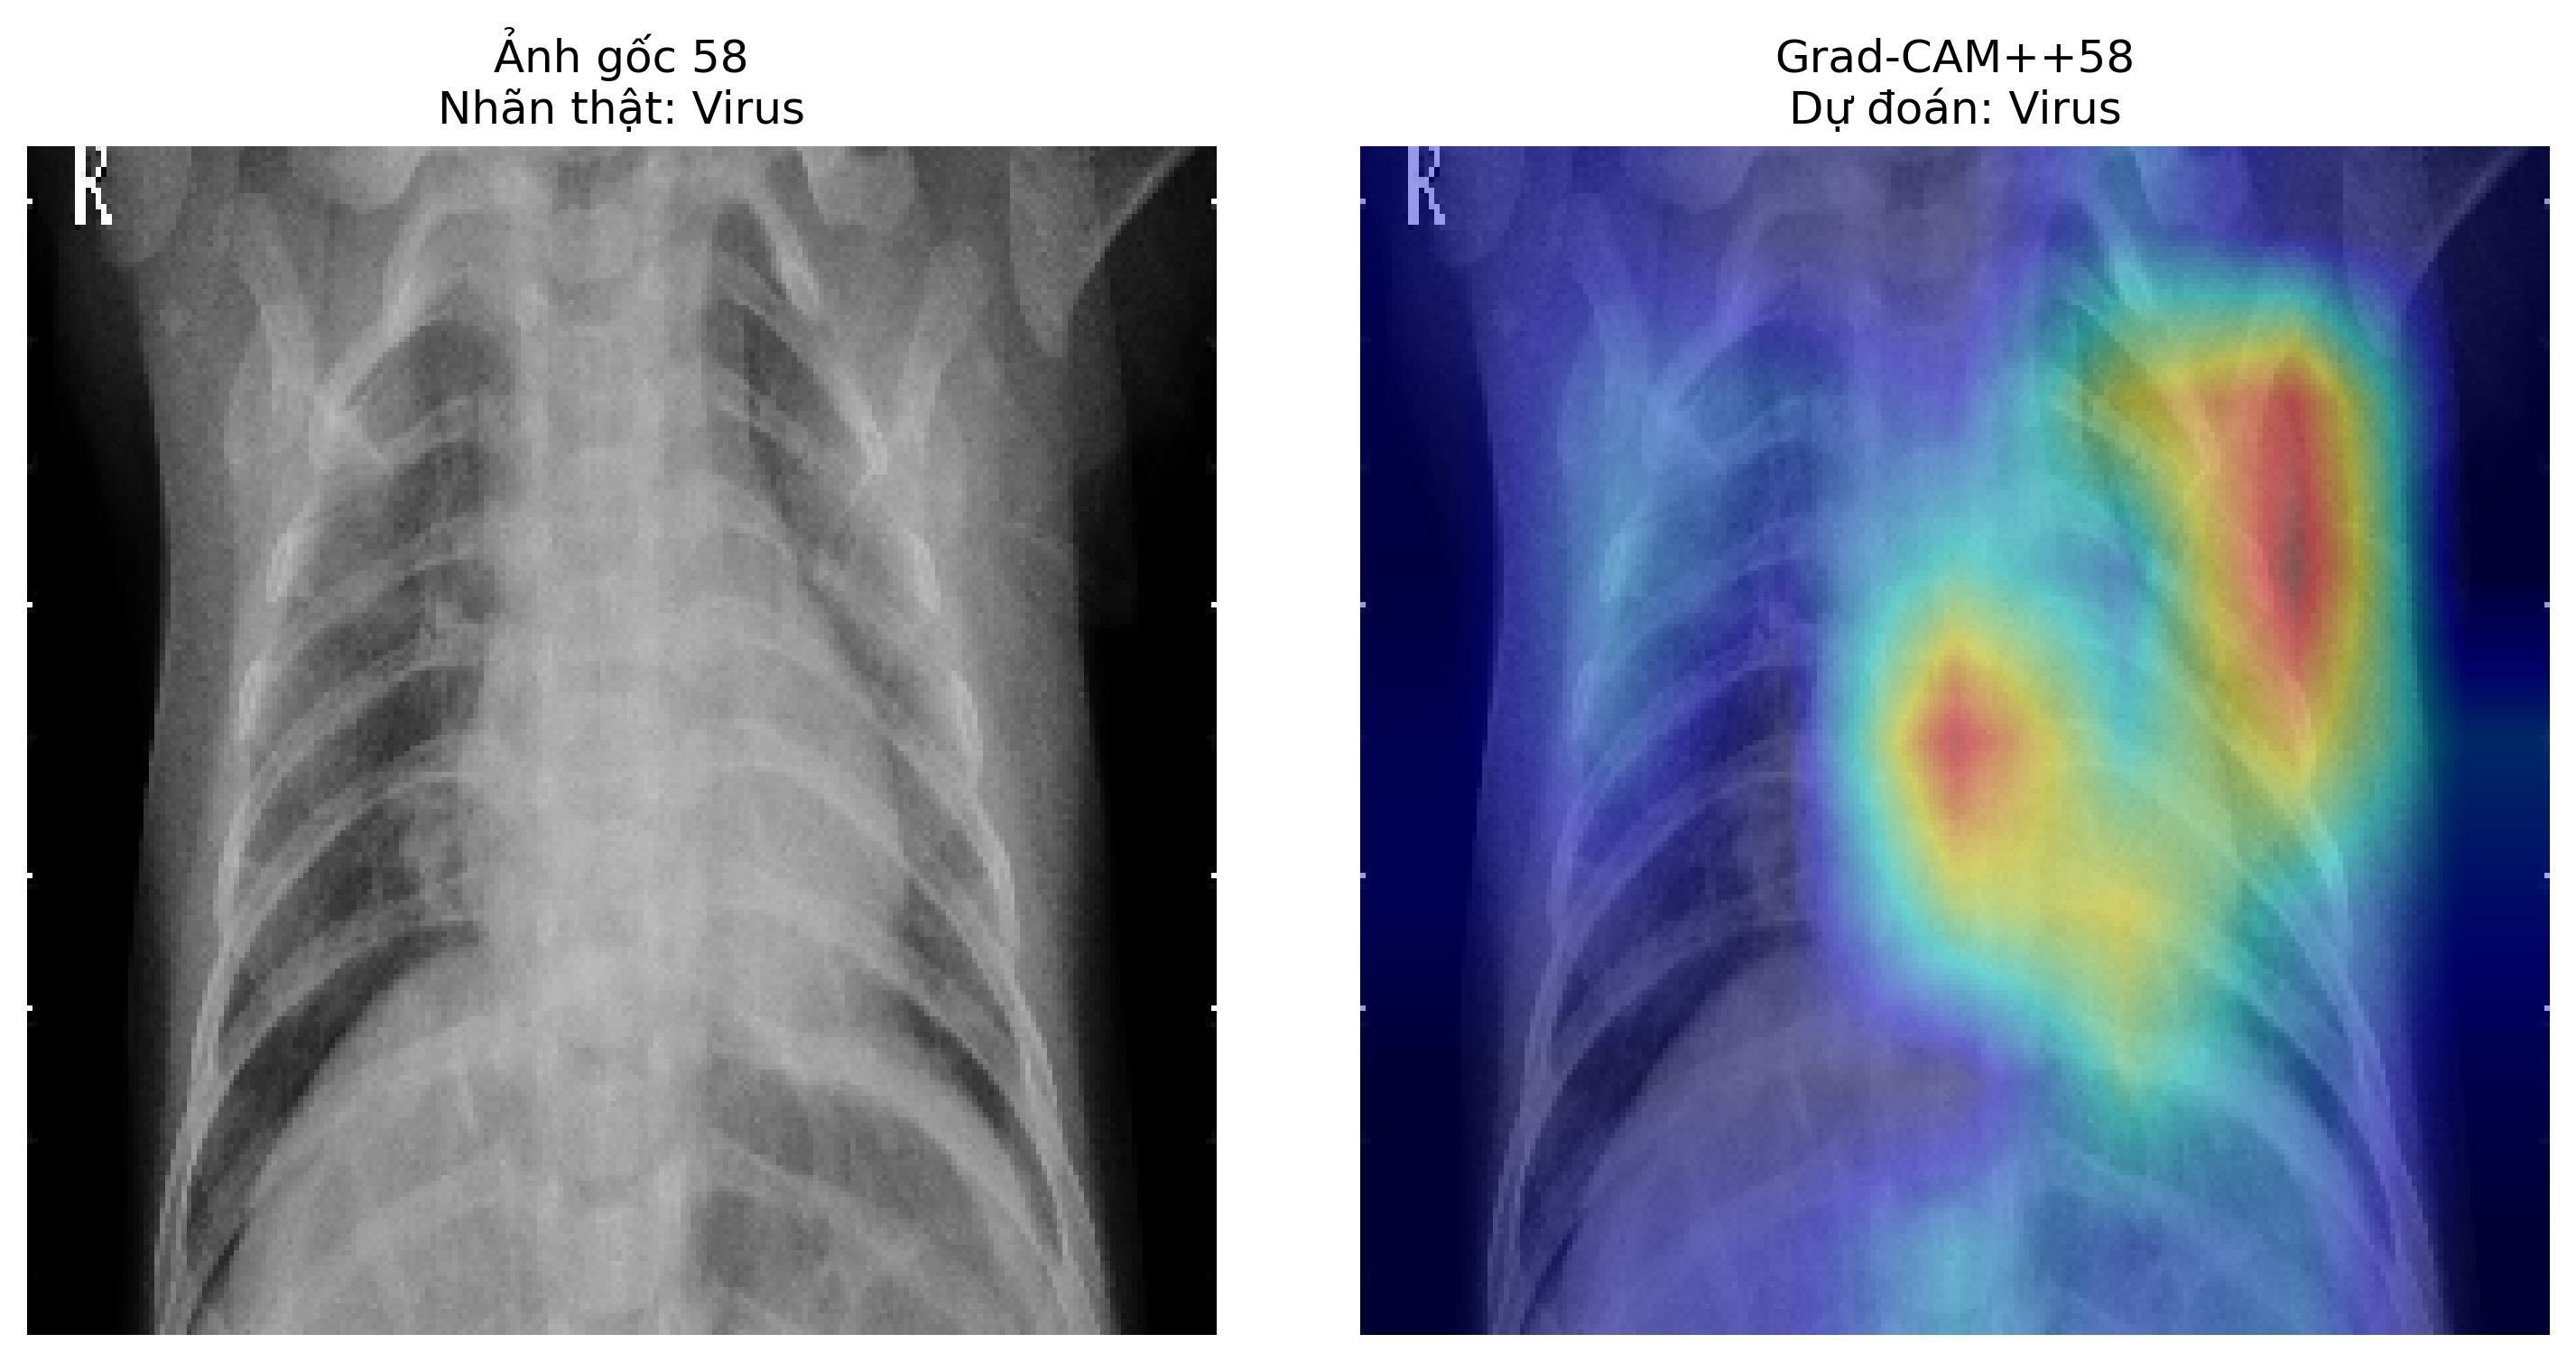 Ảnh gốc 58
Nhãn thật: Virus
Grad-CAM++58
Dự đoán: Virus
R
R